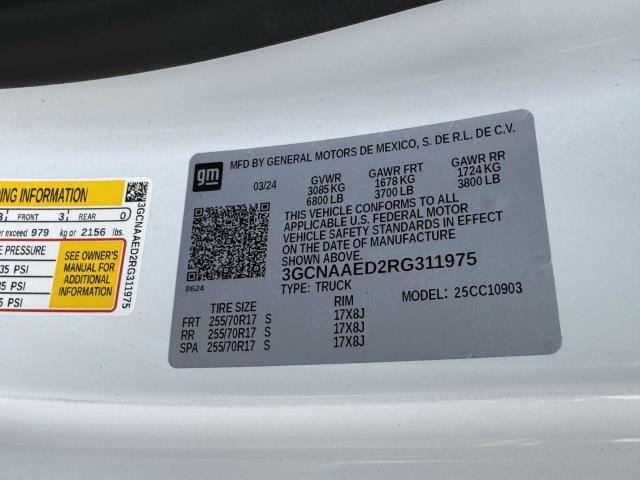 DING INFORMATION
3 FRONT 3 REAR 0
er exceed 979 kg or 2156 lbs.
E PRESSURE
35 PSI
35 PSI
5 PSI
SEE OWNER'S
MANUAL FOR
ADDITIONAL
INFORMATION
3GCNAAED2RG311975
gm
MFD BY GENERAL MOTORS DE MEXICO, S. DE R.L. DE C.V.
03/24 GVWR GAWR FRT GAWR RR
3085 KG 1678 KG 1724 KG
6800 LB 3700 LB 3800 LB
THIS VEHICLE CONFORMS TO ALL
APPLICABLE U.S. FEDERAL MOTOR
VEHICLE SAFETY STANDARDS IN EFFECT
ON THE DATE OF MANUFACTURE
SHOWN ABOVE.
3GCNAAED2RG311975
8624
TYPE: TRUCK MODEL: 25CC10903
TIRE SIZE RIM
FRT 255/70R17 S 17X8J
RR 255/70R17 S 17X8J
SPA 255/70R17 S 17X8J